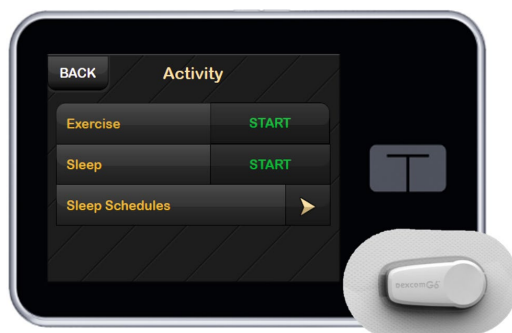 BACK
Activity
Exercise
START
Sleep
START
Sleep Schedules
dexcom G6